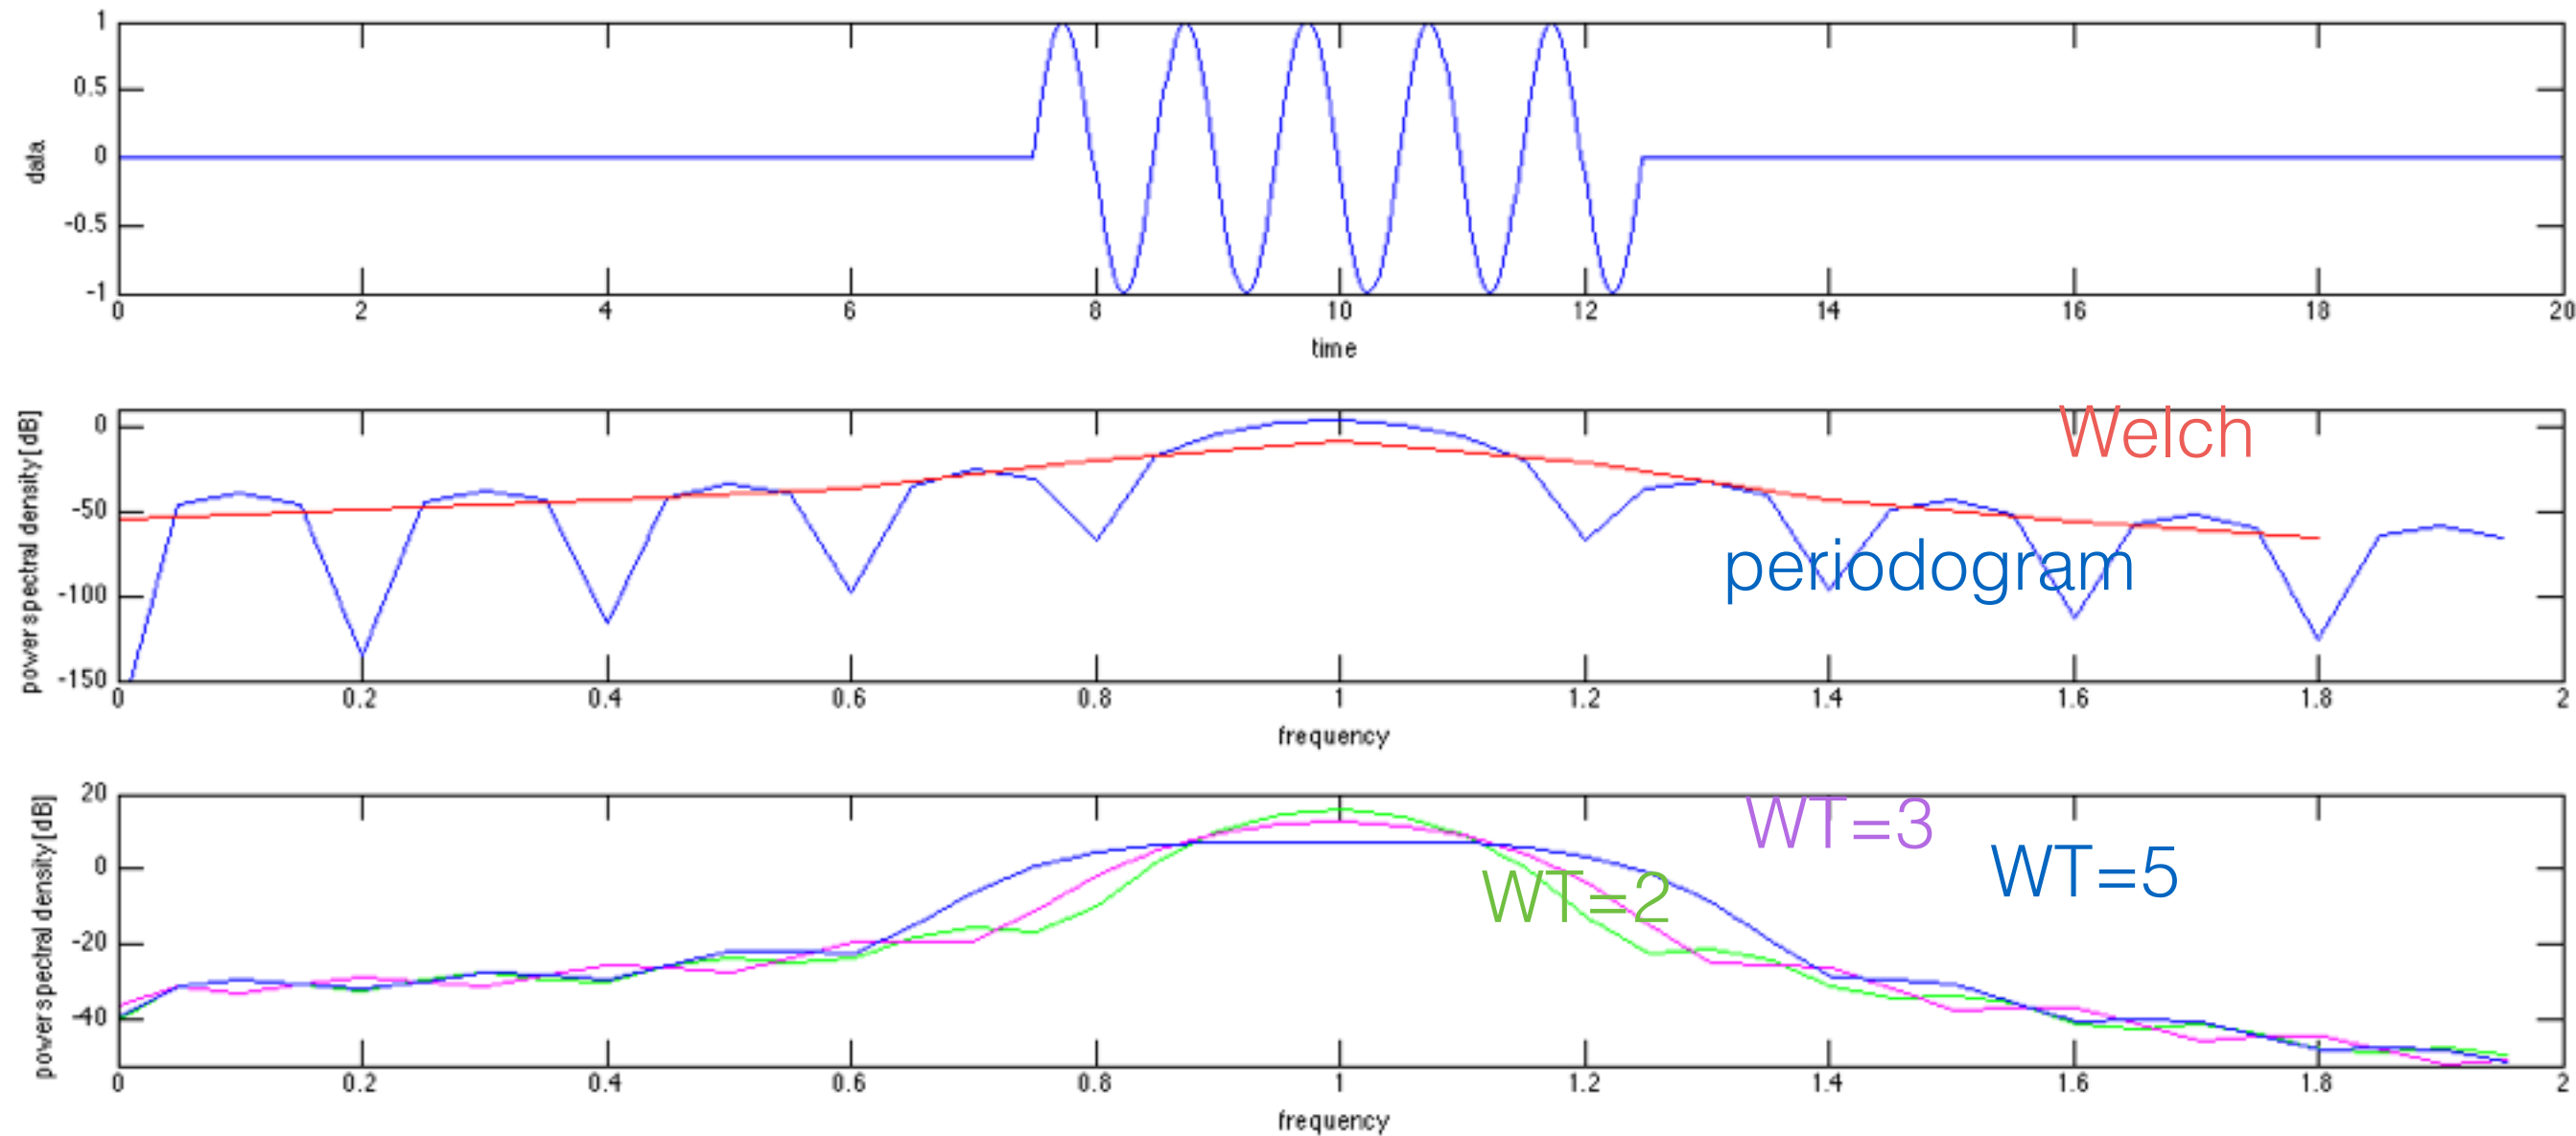 1
0.5
0
-0.5
-1
data
0 2 4 6 8 10 12 14 16 18 20
time
Welch
periodogram
0
-50
-100
-150
power spectral density[dB]
0 0.2 0.4 0.6 0.8 1 1.2 1.4 1.6 1.8 2
frequency
WT=3
WT=5
WT=2
20
0
-20
-40
power spectral density[dB]
0 0.2 0.4 0.6 0.8 1 1.2 1.4 1.6 1.8 2
frequency